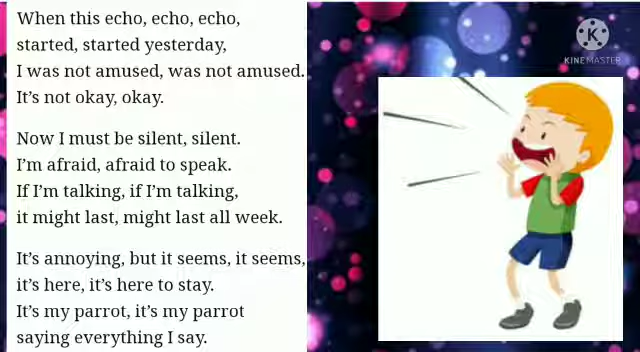 When this echo, echo, echo,
started, started yesterday,
I was not amused, was not amused.
It’s not okay, okay.
Now I must be silent, silent.
I’m afraid, afraid to speak.
If I’m talking, if I’m talking,
it might last, might last all week.
It’s annoying, but it seems, it seems,
it’s here, it’s here to stay.
It’s my parrot, it’s my parrot
saying everything I say.
K
KINEMASTER